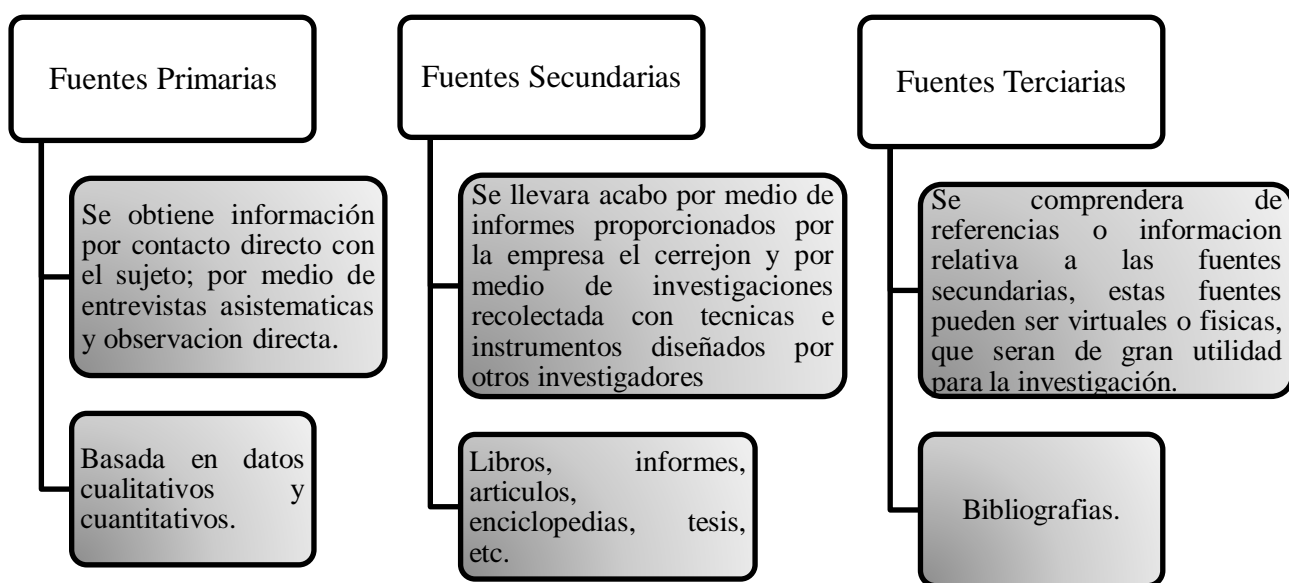 Fuentes Primarias
Se obtiene información
por contacto directo con
el sujeto; por medio de
entrevistas asistematicas
y observacion directa.
Basada en datos
cualitativos y
cuantitativos.
Fuentes Secundarias
Se llevara acabo por medio de
informes proporcionados por
la empresa el cerrejon y por
medio de investigaciones
recolectada con tecnicas e
instrumentos diseñados por
otros investigadores
Libros, informes,
articulos,
enciclopedias, tesis,
etc.
Fuentes Terciarias
Se comprendera de
referencias o informacion
relativa a las fuentes
secundarias, estas fuentes
pueden ser virtuales o fisicas,
que seran de gran utilidad
para la investigación.
Bibliografias.